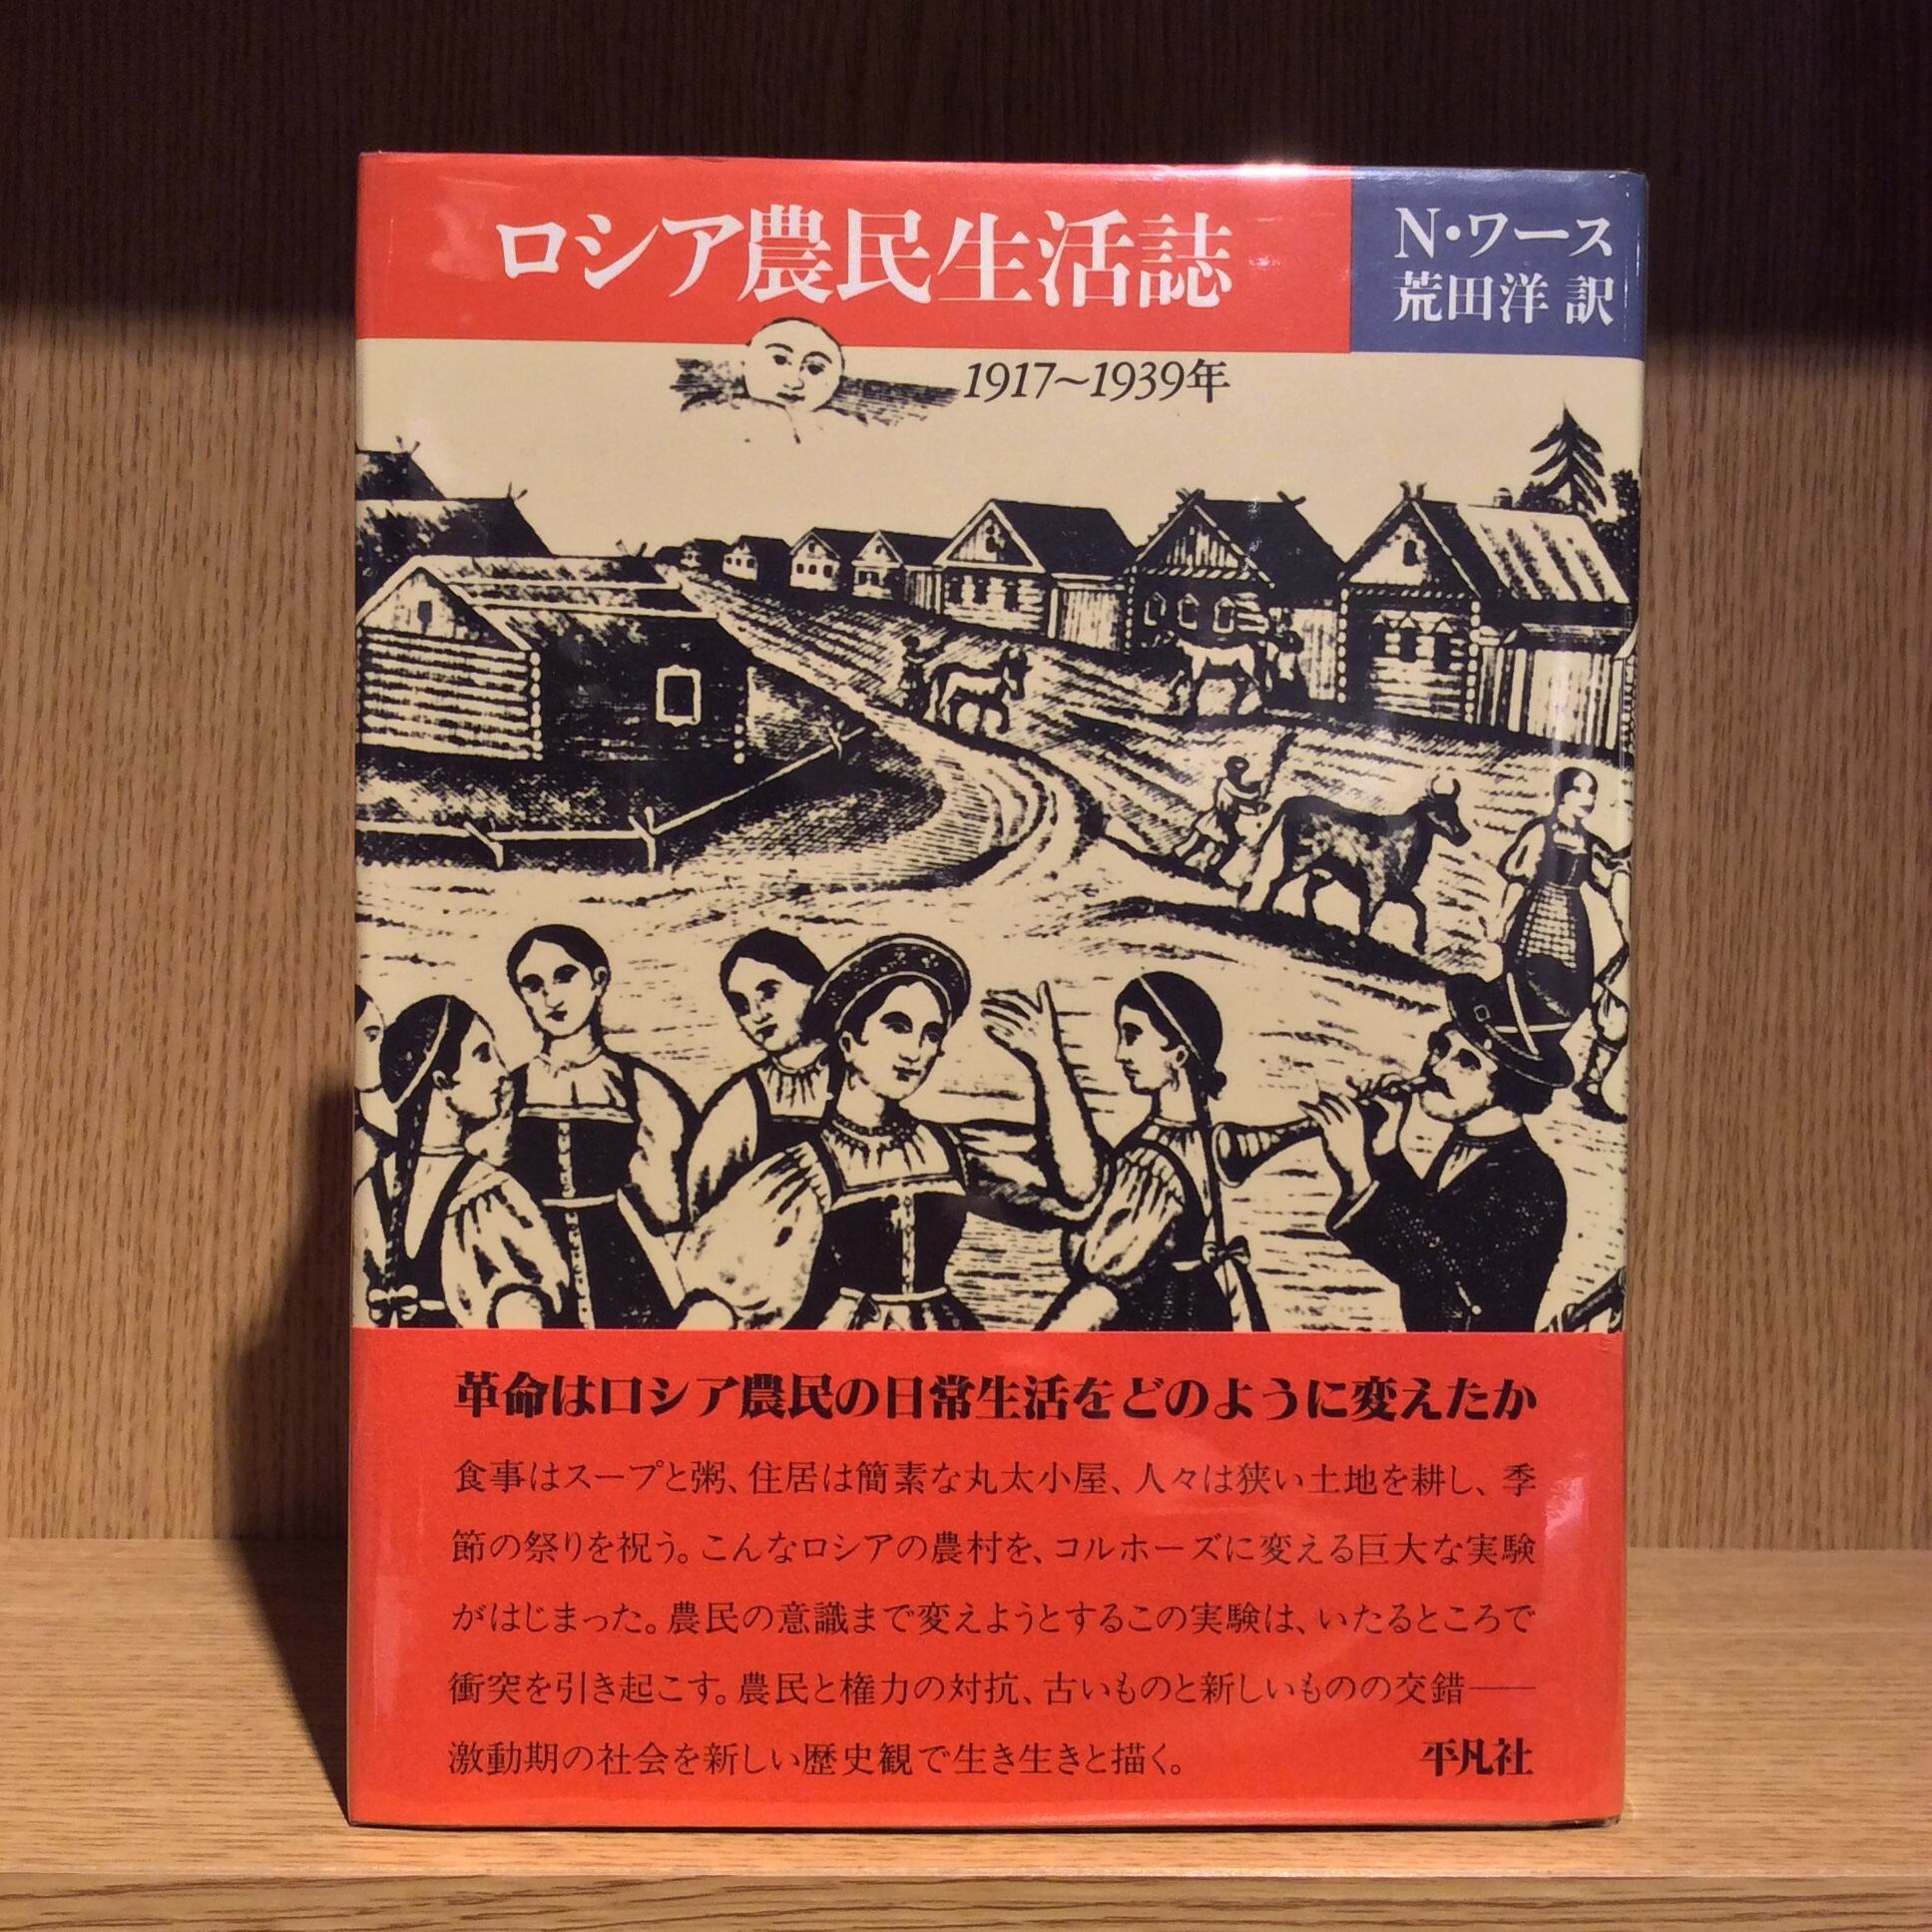 ロシア農民生活誌
N・ワース
荒田洋 訳
1917〜1939年
革命はロシア農民の日常生活をどのように変えたか
食事はスープと粥、住居は簡素な丸太小屋、人々は狭い土地を耕し、季
節の祭りを祝う。こんなロシアの農村を、コルホーズに変える巨大な実験
がはじまった。農民の意識まで変えようとするこの実験は、いたるところで
衝突を引き起こす。農民と権力の対抗、古いものと新しいものの交錯——
激動期の社会を新しい歴史観で生き生きと描く。
平凡社